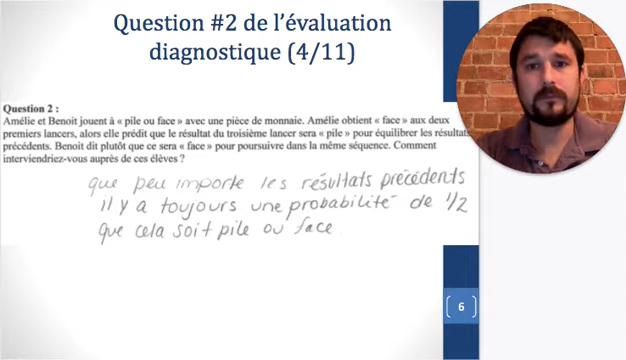 Question #2 de l'évaluation
diagnostique (4/11)
Question 2 :
Amélie et Benoit jouent à « pile ou face » avec une pièce de monnaie. Amélie obtient « face » aux deux
premiers lancers, alors elle prédit que le résultat du troisième lancer sera « pile » pour équilibrer les résultats
précédents. Benoit dit plutôt que ce sera « face » pour poursuivre dans la même séquence. Comment
interviendriez-vous auprès de ces élèves ?
que peu importe les résultats précédents
il y a toujours une probabilité de 1/2
que cela soit pile ou face.
6